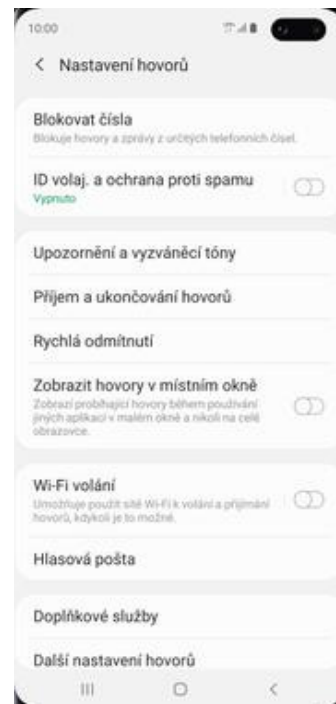 10:00
Nastavení hovorů
Blokovat čísla
Blokuje hovory a zprávy z určitých telefonních čísel.
ID volaj. a ochrana proti spamu
Vypnuto
Upozornění a vyzváněcí tóny
Příjem a ukončování hovorů
Rychlá odmítnutí
Zobrazit hovory v místním okně
Zobrazí probíhající hovory během používání
jiných aplikací v malém okně a nikoli na celé
obrazovce.
Wi-Fi volání
Umožňuje použít sítě Wi-Fi k volání a přijímání
hovorů, kdykoli je to možné.
Hlasová pošta
Doplňkové služby
Další nastavení hovorů